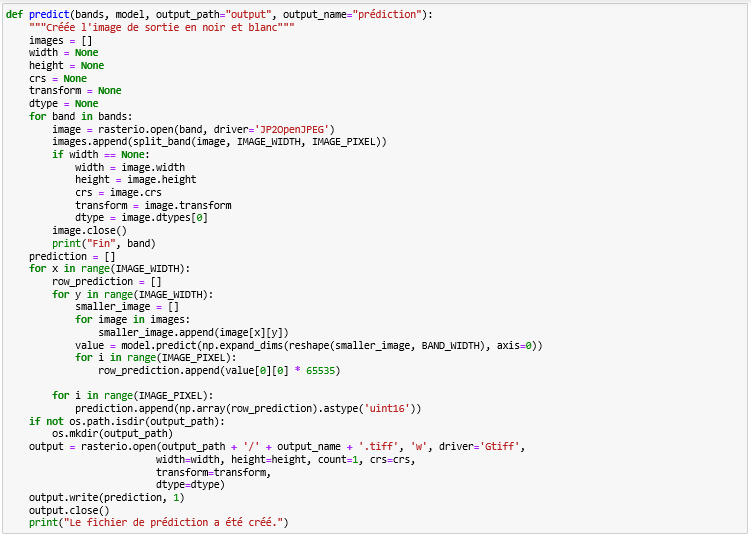 def predict(bands, model, output_path="output", output_name="prédiction"):
    """Créée l'image de sortie en noir et blanc"""
    images = []
    width = None
    height = None
    crs = None
    transform = None
    dtype = None
    for band in bands:
        image = rasterio.open(band, driver='JP2OpenJPEG')
        images.append(split_band(image, IMAGE_WIDTH, IMAGE_PIXEL))
        if width == None:
            width = image.width
            height = image.height
            crs = image.crs
            transform = image.transform
            dtype = image.dtypes[0]
        image.close()
        print("Fin", band)
    prediction = []
    for x in range(IMAGE_WIDTH):
        row_prediction = []
        for y in range(IMAGE_WIDTH):
            smaller_image = []
            for image in images:
                smaller_image.append(image[x][y])
            value = model.predict(np.expand_dims(reshape(smaller_image, BAND_WIDTH), axis=0))
            for i in range(IMAGE_PIXEL):
                row_prediction.append(value[0][0] * 65535)

        for i in range(IMAGE_PIXEL):
            prediction.append(np.array(row_prediction).astype('uint16'))
    if not os.path.isdir(output_path):
        os.mkdir(output_path)
    output = rasterio.open(output_path + '/' + output_name + '.tiff', 'w', driver='Gtiff',
                           width=width, height=height, count=1, crs=crs,
                           transform=transform,
                           dtype=dtype)
    output.write(prediction, 1)
    output.close()
    print("Le fichier de prédiction a été créé.")